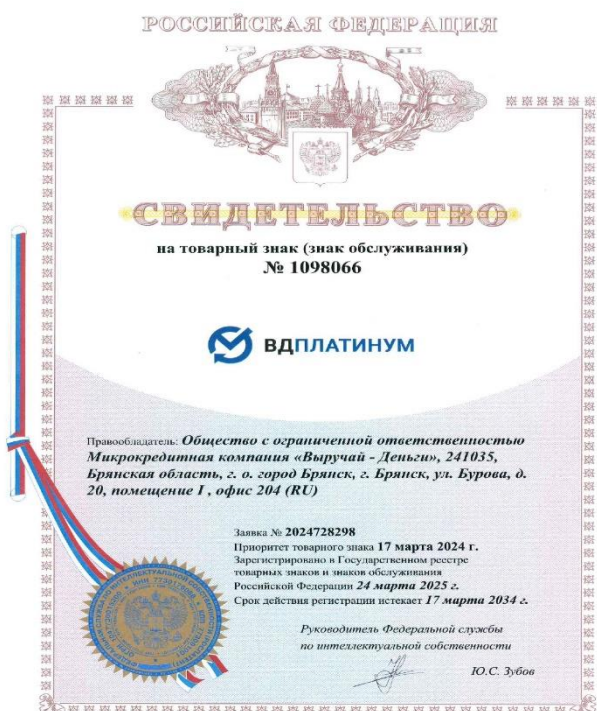 РОССИЙСКАЯ ФЕДЕРАЦИЯ
СВИДЕТЕЛЬСТВО
на товарный знак (знак обслуживания)
№ 1098066
ВДПЛАТИНУМ
Правообладатель: Общество с ограниченной ответственностью
Микрокредитная компания «Выручай - Деньги», 241035,
Брянская область, г. о. город Брянск, г. Брянск, ул. Бурова, д.
20, помещение I , офис 204 (RU)
Заявка № 2024728298
Приоритет товарного знака 17 марта 2024 г.
Зарегистрировано в Государственном реестре
товарных знаков и знаков обслуживания
Российской Федерации 24 марта 2025 г.
Срок действия регистрации истекает 17 марта 2034 г.
Руководитель Федеральной службы
по интеллектуальной собственности
Ю.С. Зубов